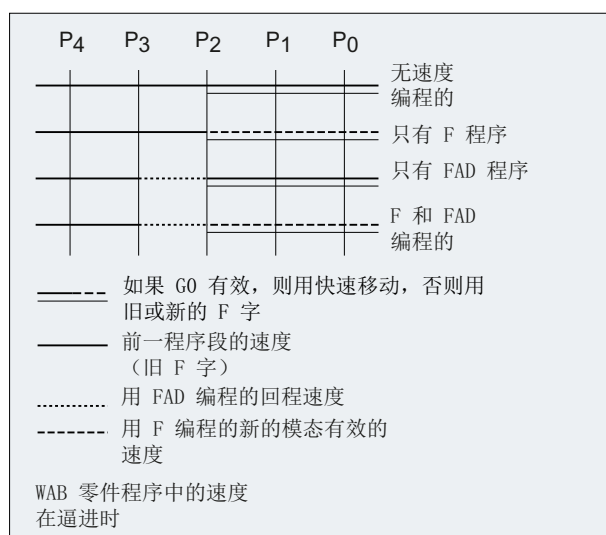 P4 P3 P2 P1 P0
无速度
编程的
只有 F 程序
只有 FAD 程序
F 和 FAD
编程的
如果 G0 有效，则用快速移动，否则用
旧或新的 F 字
前一程序段的速度
（旧 F 字）
用 FAD 编程的回程速度
用 F 编程的新的模态有效的
速度
WAB 零件程序中的速度
在逼进时